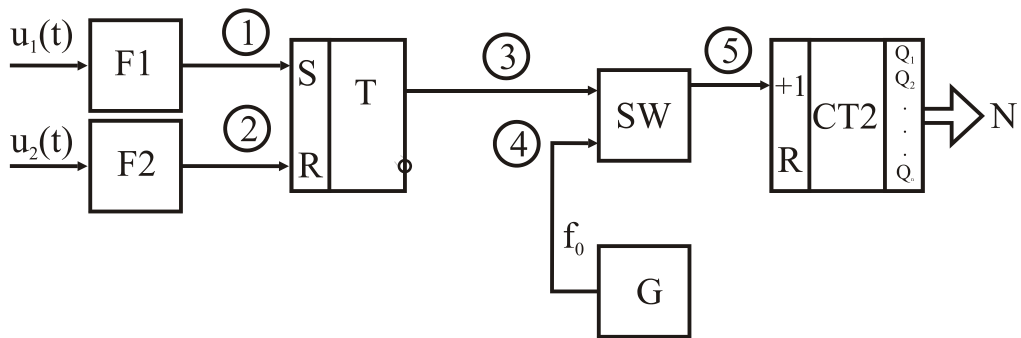 u₁(t)
F1
1
u₂(t)
F2
2
S
R
T
3
4
f₀
G
SW
5
+1
R
CT2
Q₁
Q₂
.
.
.
Qₙ
N